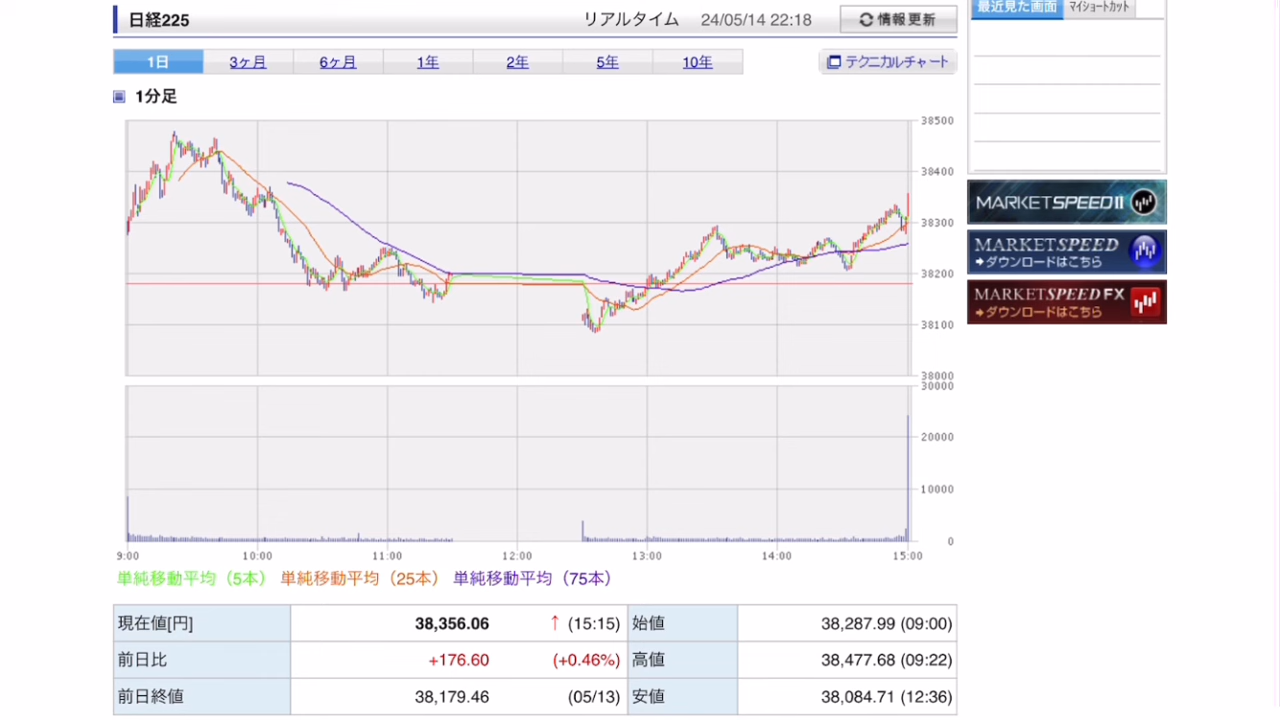 日経225
リアルタイム 24/05/14 22:18
情報更新
最近見た画面 マイショートカット
1日 3ヶ月 6ヶ月 1年 2年 5年 10年
テクニカルチャート
1分足
38500
38400
38300
38200
38100
38000
30000
20000
10000
0
9:00 10:00 11:00 12:00 13:00 14:00 15:00
単純移動平均（5本） 単純移動平均（25本） 単純移動平均（75本）
MARKETSPEED II
MARKETSPEED
ダウンロードはこちら
MARKETSPEED FX
ダウンロードはこちら
現在値[円] 38,356.06 ↑ (15:15) 始値 38,287.99 (09:00)
前日比 +176.60 (+0.46%) 高値 38,477.68 (09:22)
前日終値 38,179.46 (05/13) 安値 38,084.71 (12:36)